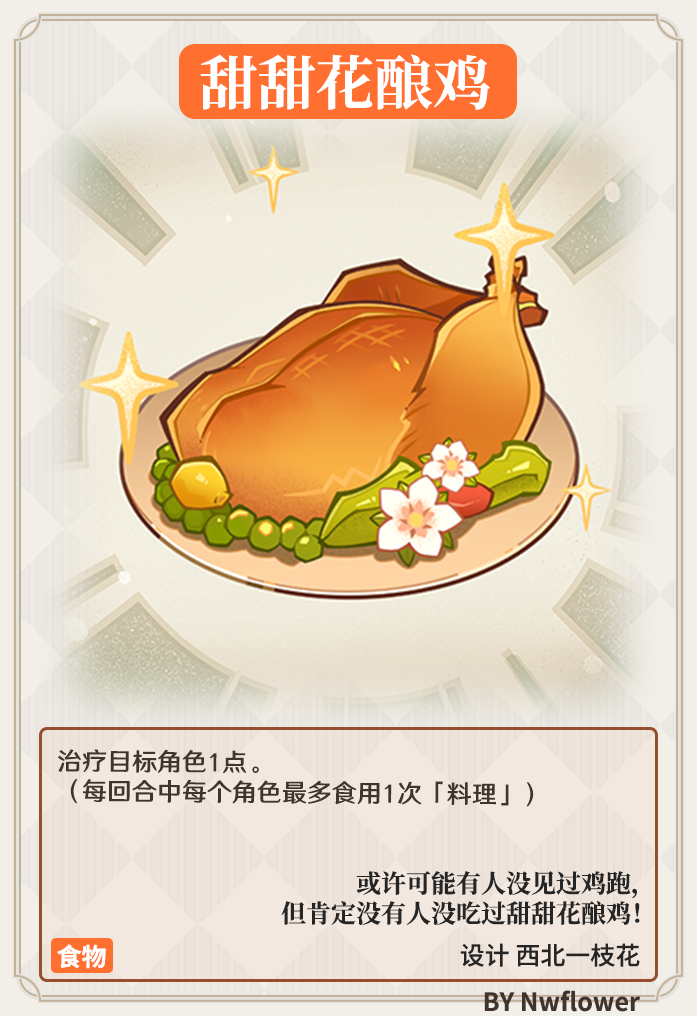 甜甜花酿鸡
治疗目标角色1点。
（每回合中每个角色最多食用1次「料理」）
或许可能有人没见过鸡跑，
但肯定没有人没吃过甜甜花酿鸡！
食物
设计 西北一枝花
BY Nwflower